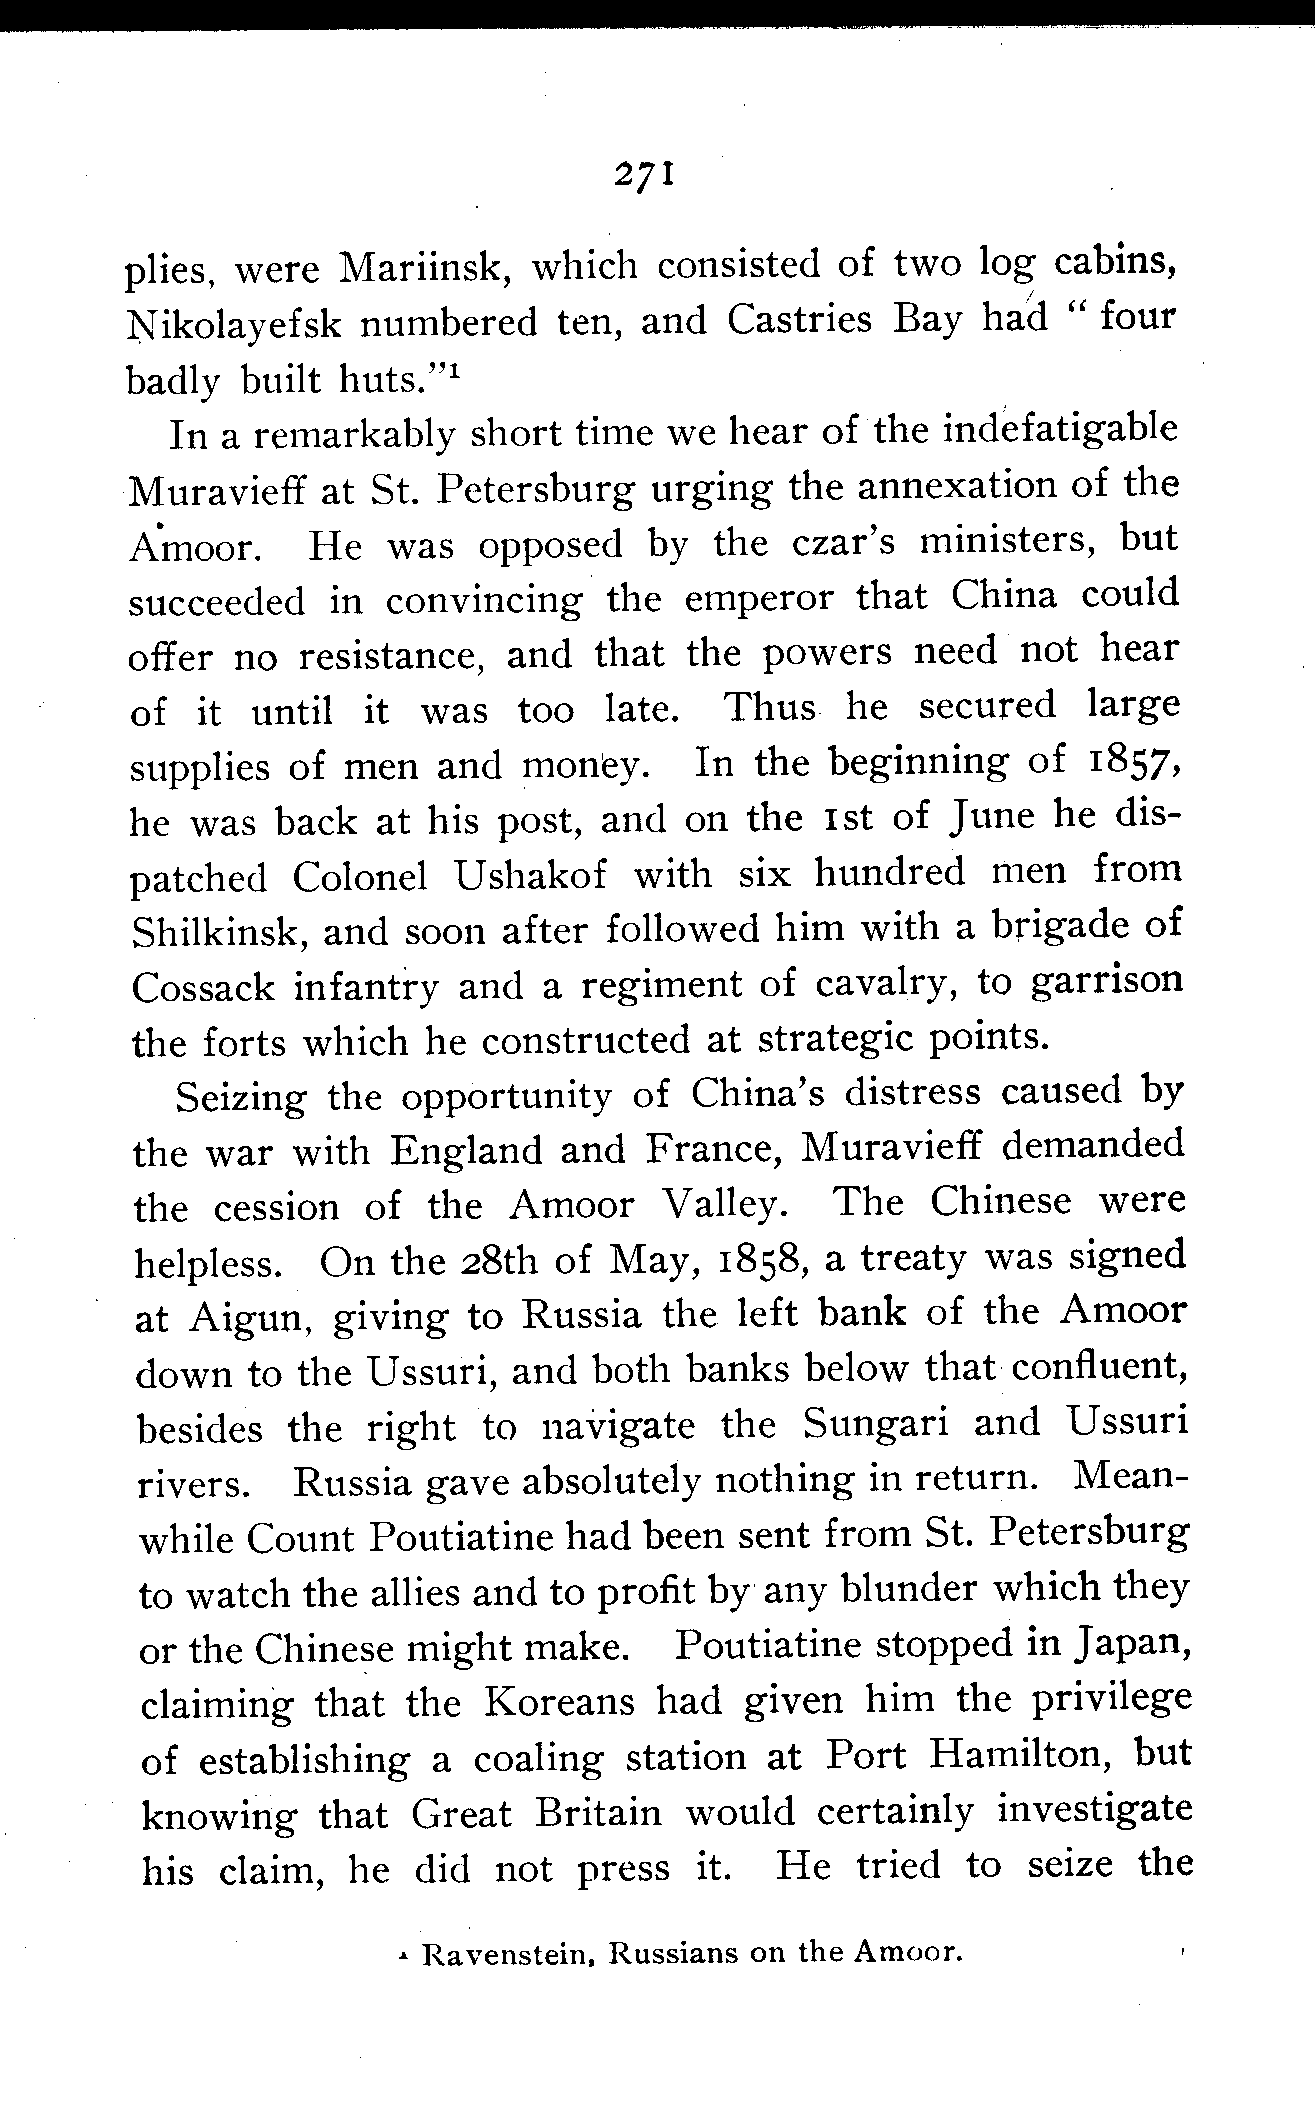 271
plies, were Mariinsk, which consisted of two log cabins,
Nikolayefsk numbered ten, and Castries Bay had " four
badly built huts."¹
In a remarkably short time we hear of the indefatigable
Muravieff at St. Petersburg urging the annexation of the
Amoor. He was opposed by the czar's ministers, but
succeeded in convincing the emperor that China could
offer no resistance, and that the powers need not hear
of it until it was too late. Thus he secured large
supplies of men and money. In the beginning of 1857,
he was back at his post, and on the 1st of June he dis-
patched Colonel Ushakof with six hundred men from
Shilkinsk, and soon after followed him with a brigade of
Cossack infantry and a regiment of cavalry, to garrison
the forts which he constructed at strategic points.
Seizing the opportunity of China's distress caused by
the war with England and France, Muravieff demanded
the cession of the Amoor Valley. The Chinese were
helpless. On the 28th of May, 1858, a treaty was signed
at Aigun, giving to Russia the left bank of the Amoor
down to the Ussuri, and both banks below that confluent,
besides the right to navigate the Sungari and Ussuri
rivers. Russia gave absolutely nothing in return. Mean-
while Count Poutiatine had been sent from St. Petersburg
to watch the allies and to profit by any blunder which they
or the Chinese might make. Poutiatine stopped in Japan,
claiming that the Koreans had given him the privilege
of establishing a coaling station at Port Hamilton, but
knowing that Great Britain would certainly investigate
his claim, he did not press it. He tried to seize the
¹ Ravenstein, Russians on the Amoor.